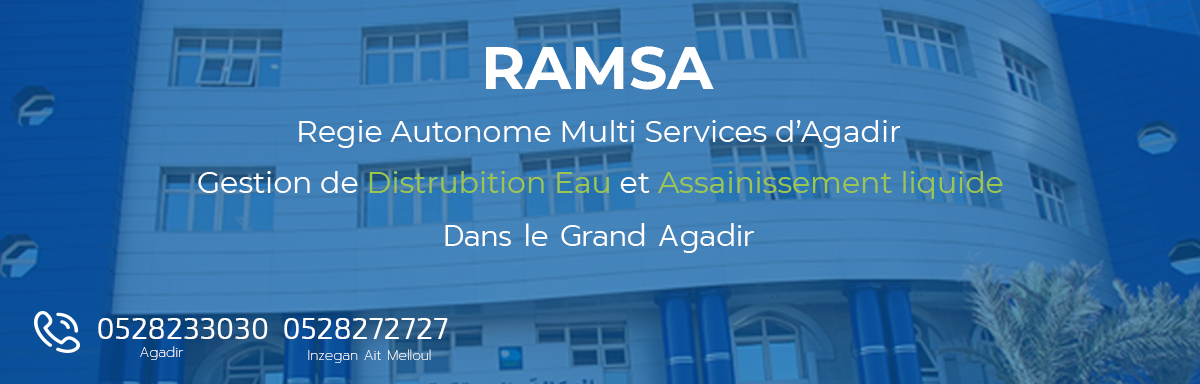 RAMSA
Regie Autonome Multi Services d'Agadir
Gestion de Distrubition Eau et Assainissement liquide
Dans le Grand Agadir
0528233030 0528272727
Agadir Inzegan Ait Melloul